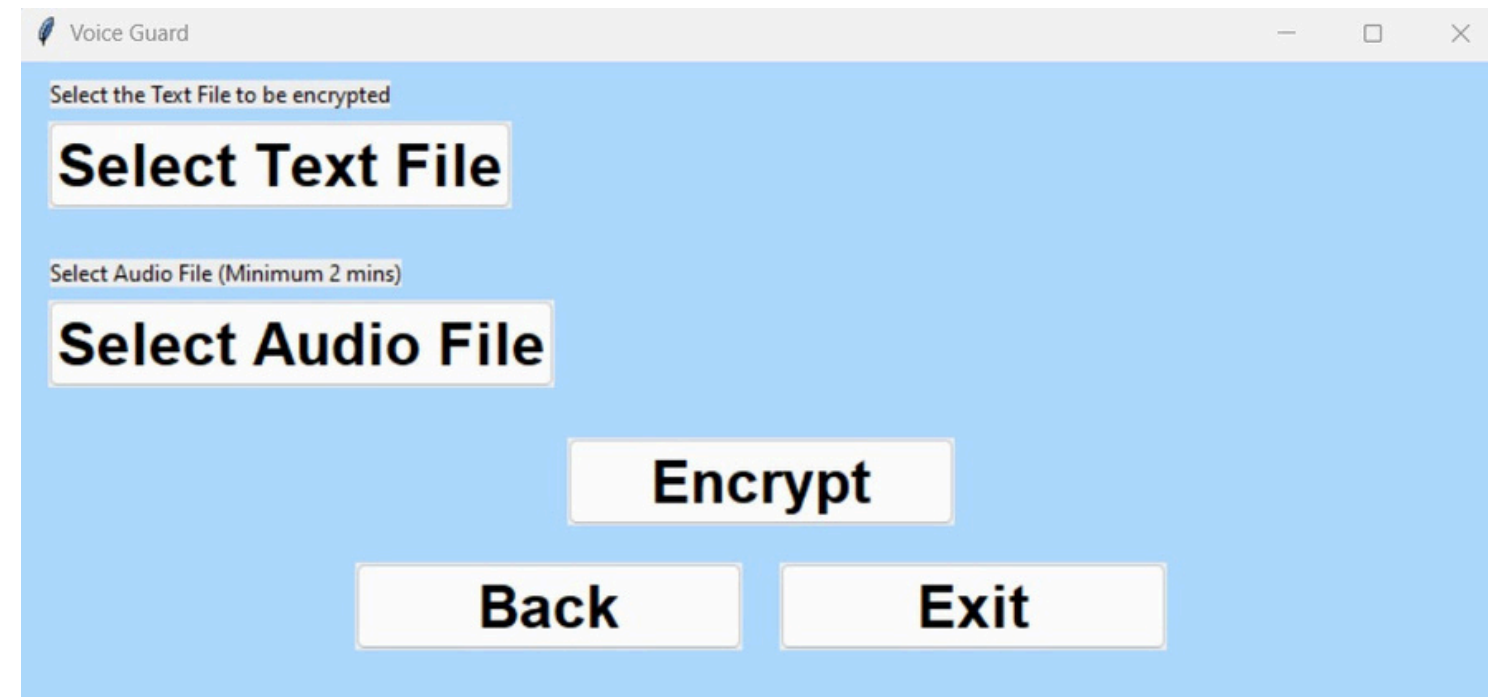 Voice Guard
Select the Text File to be encrypted
Select Text File
Select Audio File (Minimum 2 mins)
Select Audio File
Encrypt
Back Exit